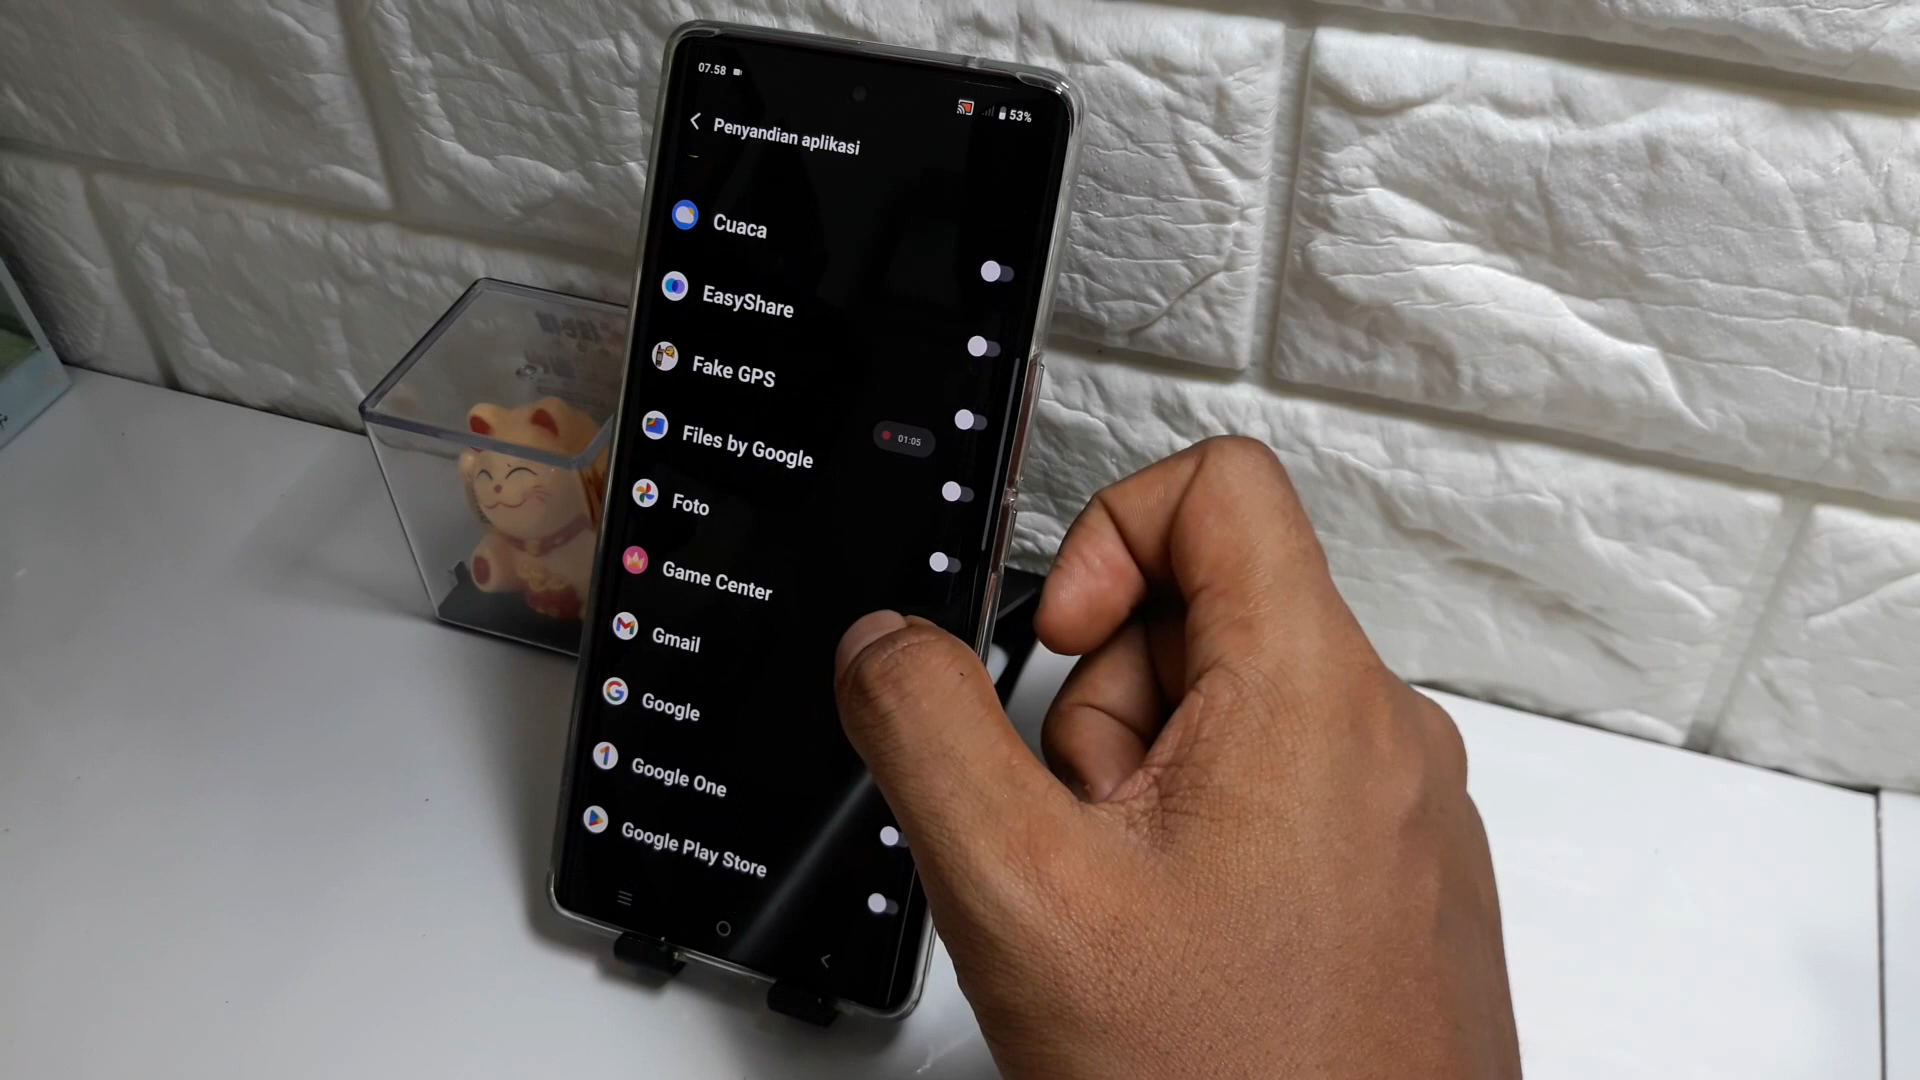 07.58
53%
Penyandian aplikasi
Cuaca
EasyShare
Fake GPS
Files by Google
01:05
Foto
Game Center
Gmail
Google
Google One
Google Play Store